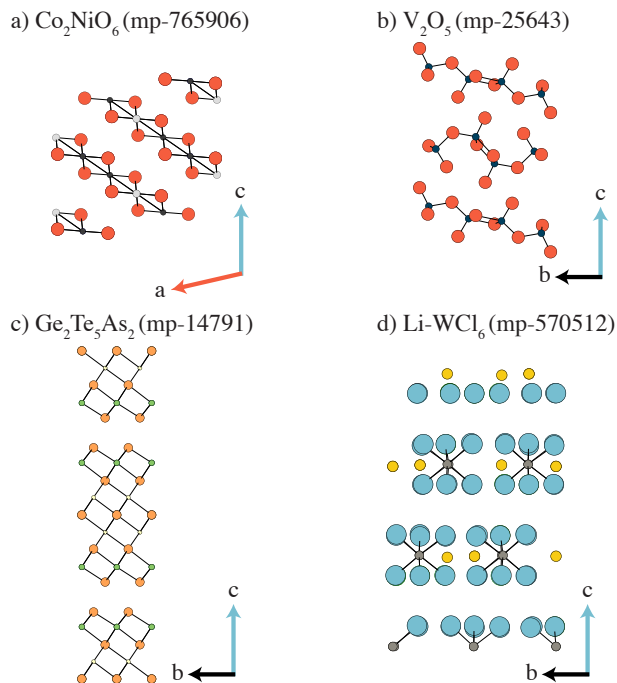 a) Co₂NiO₆ (mp-765906)
b) V₂O₅ (mp-25643)
c
a
c
b
c) Ge₂Te₅As₂ (mp-14791)
d) Li-WCl₆ (mp-570512)
c
b
c
b